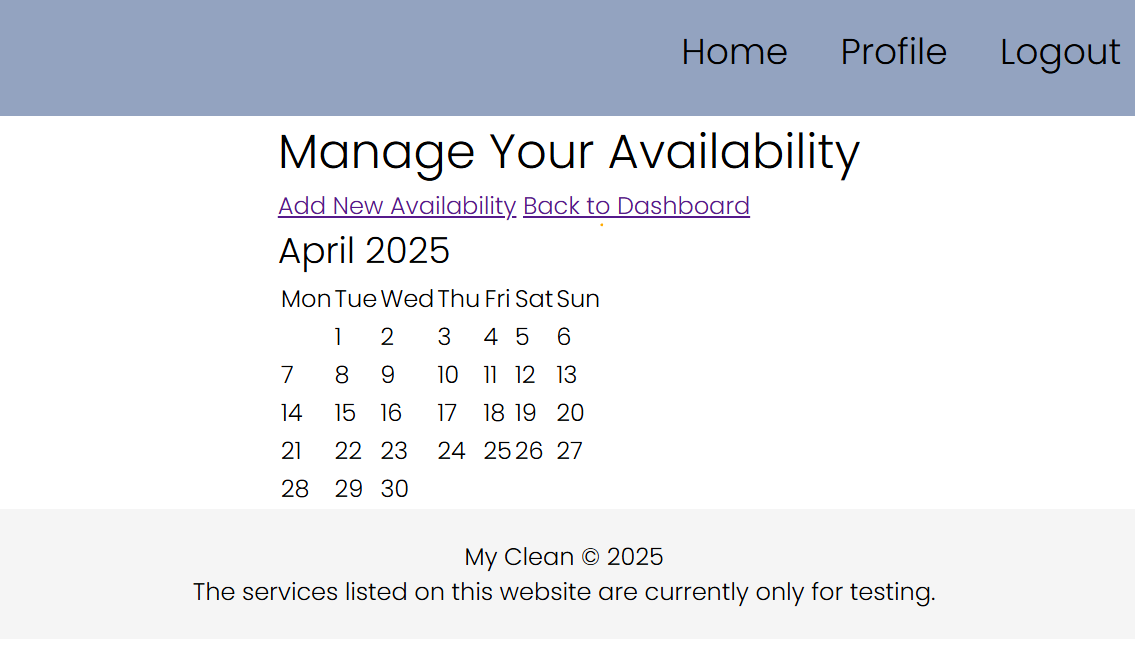 Home Profile Logout
Manage Your Availability
Add New Availability Back to Dashboard
April 2025
Mon Tue Wed Thu Fri Sat Sun
1 2 3 4 5 6
7 8 9 10 11 12 13
14 15 16 17 18 19 20
21 22 23 24 25 26 27
28 29 30
My Clean © 2025
The services listed on this website are currently only for testing.